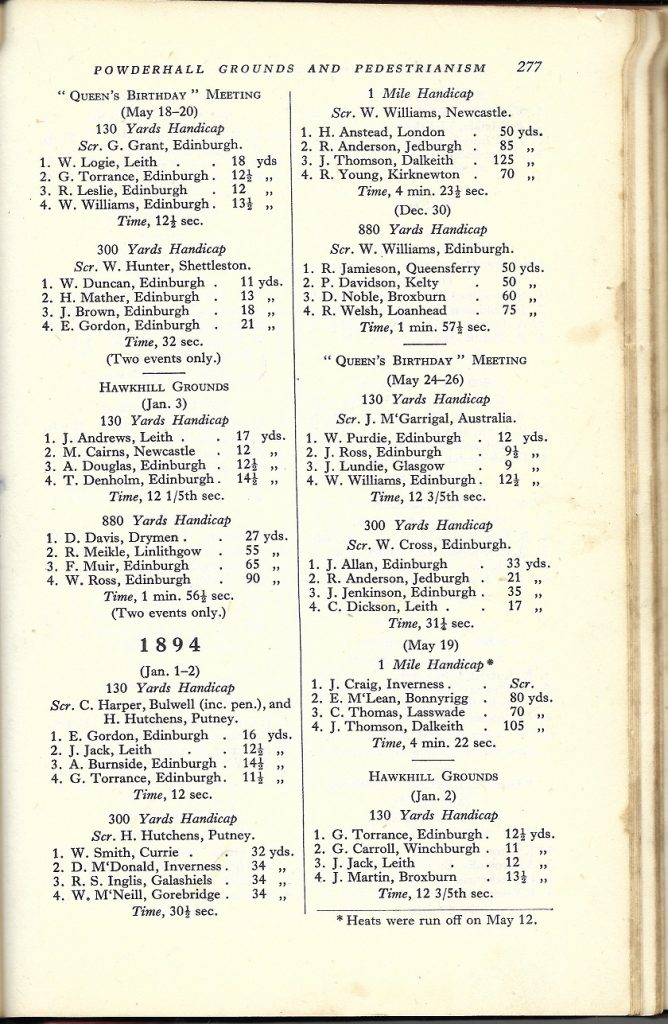 POWDERHALL GROUNDS AND PEDESTRIANISM 277
" QUEEN'S BIRTHDAY " MEETING
(May 18-20)
130 Yards Handicap
Scr. G. Grant, Edinburgh.
1. W. Logie, Leith . . 18 yds
2. G. Torrance, Edinburgh . 12½ ,,
3. R. Leslie, Edinburgh . 12 ,,
4. W. Williams, Edinburgh . 13½ ,,
Time, 12½ sec.
300 Yards Handicap
Scr. W. Hunter, Shettleston.
1. W. Duncan, Edinburgh . 11 yds.
2. H. Mather, Edinburgh . 13 ,,
3. J. Brown, Edinburgh . 18 ,,
4. E. Gordon, Edinburgh . 21 ,,
Time, 32 sec.
(Two events only.)
HAWKHILL GROUNDS
(Jan. 3)
130 Yards Handicap
1. J. Andrews, Leith . . 17 yds.
2. M. Cairns, Newcastle . 12 ,,
3. A. Douglas, Edinburgh . 12½ ,,
4. T. Denholm, Edinburgh . 14½ ,,
Time, 12 1/5th sec.
880 Yards Handicap
1. D. Davis, Drymen . . 27 yds.
2. R. Meikle, Linlithgow . 55 ,,
3. F. Muir, Edinburgh . 65 ,,
4. W. Ross, Edinburgh . 90 ,,
Time, 1 min. 56½ sec.
(Two events only.)
1894
(Jan. 1-2)
130 Yards Handicap
Scr. C. Harper, Bulwell (inc. pen.), and
H. Hutchens, Putney.
1. E. Gordon, Edinburgh . 16 yds.
2. J. Jack, Leith . . 12½ ,,
3. A. Burnside, Edinburgh . 14½ ,,
4. G. Torrance, Edinburgh . 11½ ,,
Time, 12 sec.
300 Yards Handicap
Scr. H. Hutchens, Putney.
1. W. Smith, Currie . . 32 yds.
2. D. M'Donald, Inverness . 34 ,,
3. R. S. Inglis, Galashiels . 34 ,,
4. W. M'Neill, Gorebridge . 34 ,,
Time, 30½ sec.
1 Mile Handicap
Scr. W. Williams, Newcastle.
1. H. Anstead, London . 50 yds.
2. R. Anderson, Jedburgh . 85 ,,
3. J. Thomson, Dalkeith . 125 ,,
4. R. Young, Kirknewton . 70 ,,
Time, 4 min. 23½ sec.
(Dec. 30)
880 Yards Handicap
Scr. W. Williams, Edinburgh.
1. R. Jamieson, Queensferry 50 yds.
2. P. Davidson, Kelty . 50 ,,
3. D. Noble, Broxburn . 60 ,,
4. R. Welsh, Loanhead . 75 ,,
Time, 1 min. 57½ sec.
" QUEEN'S BIRTHDAY " MEETING
(May 24-26)
130 Yards Handicap
Scr. J. M'Garrigal, Australia.
1. W. Purdie, Edinburgh . 12 yds.
2. J. Ross, Edinburgh . 9½ ,,
3. J. Lundie, Glasgow . 9 ,,
4. W. Williams, Edinburgh . 12½ ,,
Time, 12 3/5th sec.
300 Yards Handicap
Scr. W. Cross, Edinburgh.
1. J. Allan, Edinburgh . 33 yds.
2. R. Anderson, Jedburgh . 21 ,,
3. J. Jenkinson, Edinburgh . 35 ,,
4. C. Dickson, Leith . . 17 ,,
Time, 31¼ sec.
(May 19)
1 Mile Handicap*
1. J. Craig, Inverness . . Scr.
2. E. M'Lean, Bonnyrigg . 80 yds.
3. C. Thomas, Lasswade . 70 ,,
4. J. Thomson, Dalkeith . 105 ,,
Time, 4 min. 22 sec.
HAWKHILL GROUNDS
(Jan. 2)
130 Yards Handicap
1. G. Torrance, Edinburgh . 12½ yds.
2. G. Carroll, Winchburgh . 11 ,,
3. J. Jack, Leith . . 12 ,,
4. J. Martin, Broxburn . 13½ ,,
Time, 12 3/5th sec.
* Heats were run off on May 12.